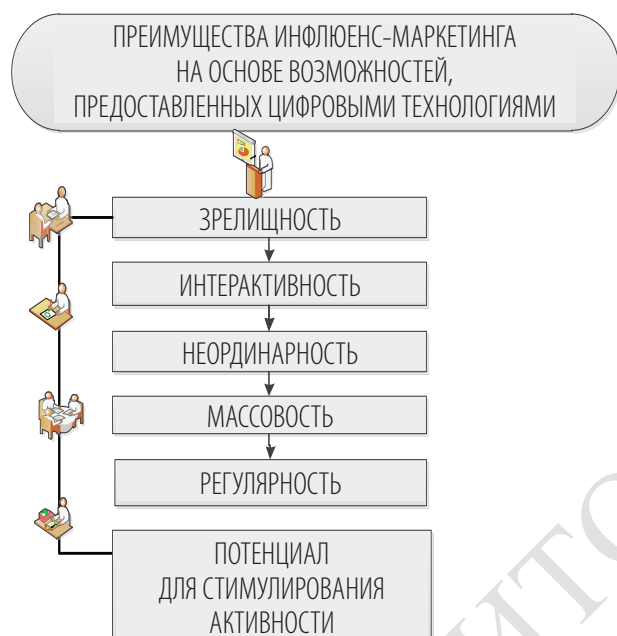 ПРЕИМУЩЕСТВА ИНФЛЮЕНС-МАРКЕТИНГА
НА ОСНОВЕ ВОЗМОЖНОСТЕЙ,
ПРЕДОСТАВЛЕННЫХ ЦИФРОВЫМИ ТЕХНОЛОГИЯМИ
ЗРЕЛИЩНОСТЬ
ИНТЕРАКТИВНОСТЬ
НЕОРДИНАРНОСТЬ
МАССОВОСТЬ
РЕГУЛЯРНОСТЬ
ПОТЕНЦИАЛ
ДЛЯ СТИМУЛИРОВАНИЯ
АКТИВНОСТИ